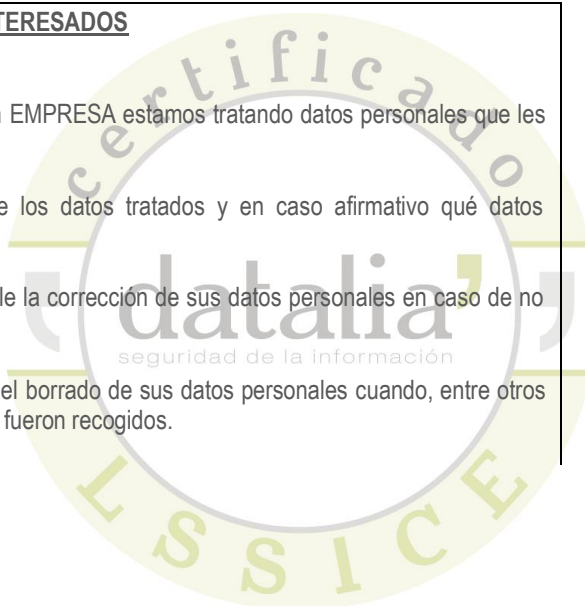 TERESADOS
EMPRESA estamos tratando datos personales que les
los datos tratados y en caso afirmativo qué datos
le la corrección de sus datos personales en caso de no
el borrado de sus datos personales cuando, entre otros
fueron recogidos.
certificado
datalia
seguridad de la información
LSSICE